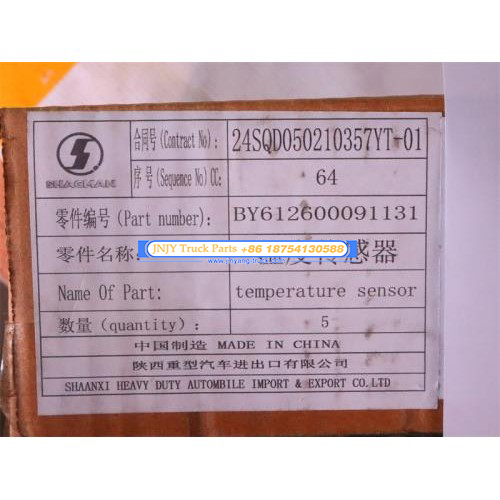 合同号(Contract No): 24SQD050210357YT-01
SHACMAN
序 号(Sequence No)CC: 64
零件编号 (Part number): BY612600091131
零件名称: 传感器
JNJY Truck Parts +86 18754130588
Name Of Part: temperature sensor
数量 (quantity) : 5
中国制造 MADE IN CHINA
陕西重型汽车进出口有限公司
SHAANXI HEAVY DUTY AUTOMBILE IMPORT & EXPORT CO.LTD